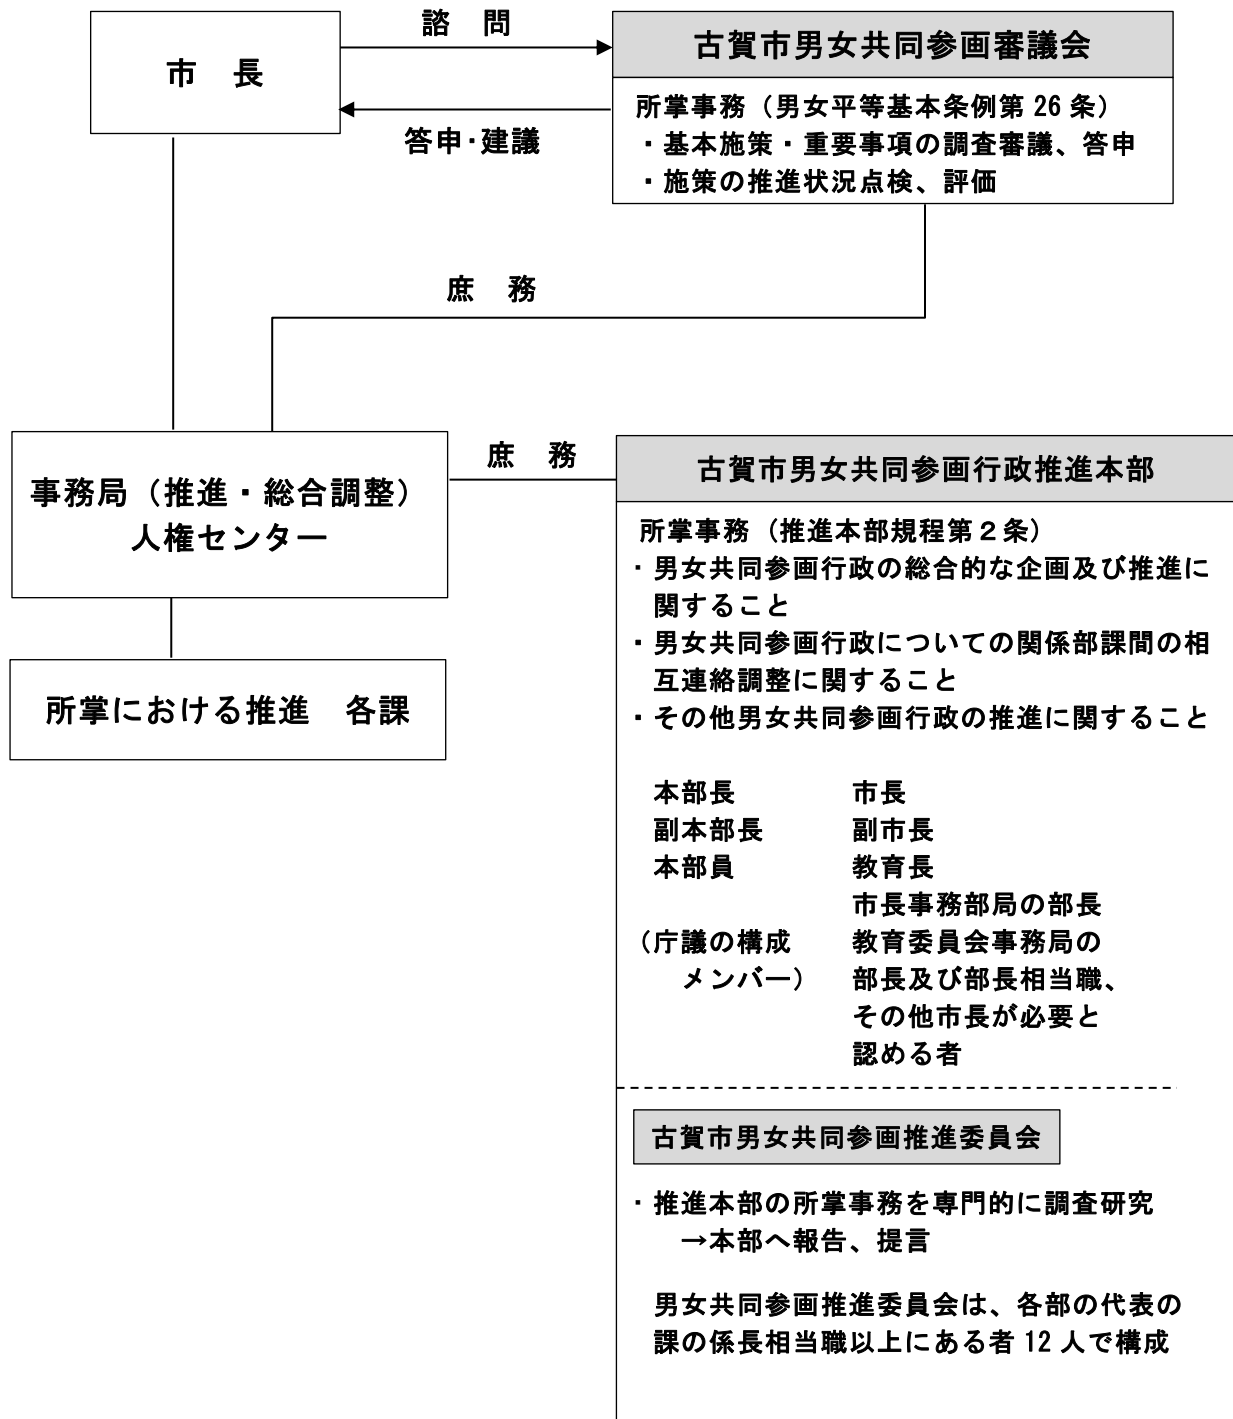 諮　問
市　長
古賀市男女共同参画審議会
所掌事務（男女平等基本条例第 26 条）
・基本施策・重要事項の調査審議、答申
・施策の推進状況点検、評価
答申・建議
庶　務
事務局（推進・総合調整）
人権センター
庶　務
所掌における推進　各課
古賀市男女共同参画行政推進本部
所掌事務（推進本部規程第２条）
・男女共同参画行政の総合的な企画及び推進に
関すること
・男女共同参画行政についての関係部課間の相
互連絡調整に関すること
・その他男女共同参画行政の推進に関すること
本部長　市長
副本部長　副市長
本部員　教育長
市長事務部局の部長
（庁議の構成　教育委員会事務局の
メンバー）　部長及び部長相当職、
その他市長が必要と
認める者
古賀市男女共同参画推進委員会
・推進本部の所掌事務を専門的に調査研究
→本部へ報告、提言
男女共同参画推進委員会は、各部の代表の
課の係長相当職以上にある者 12 人で構成